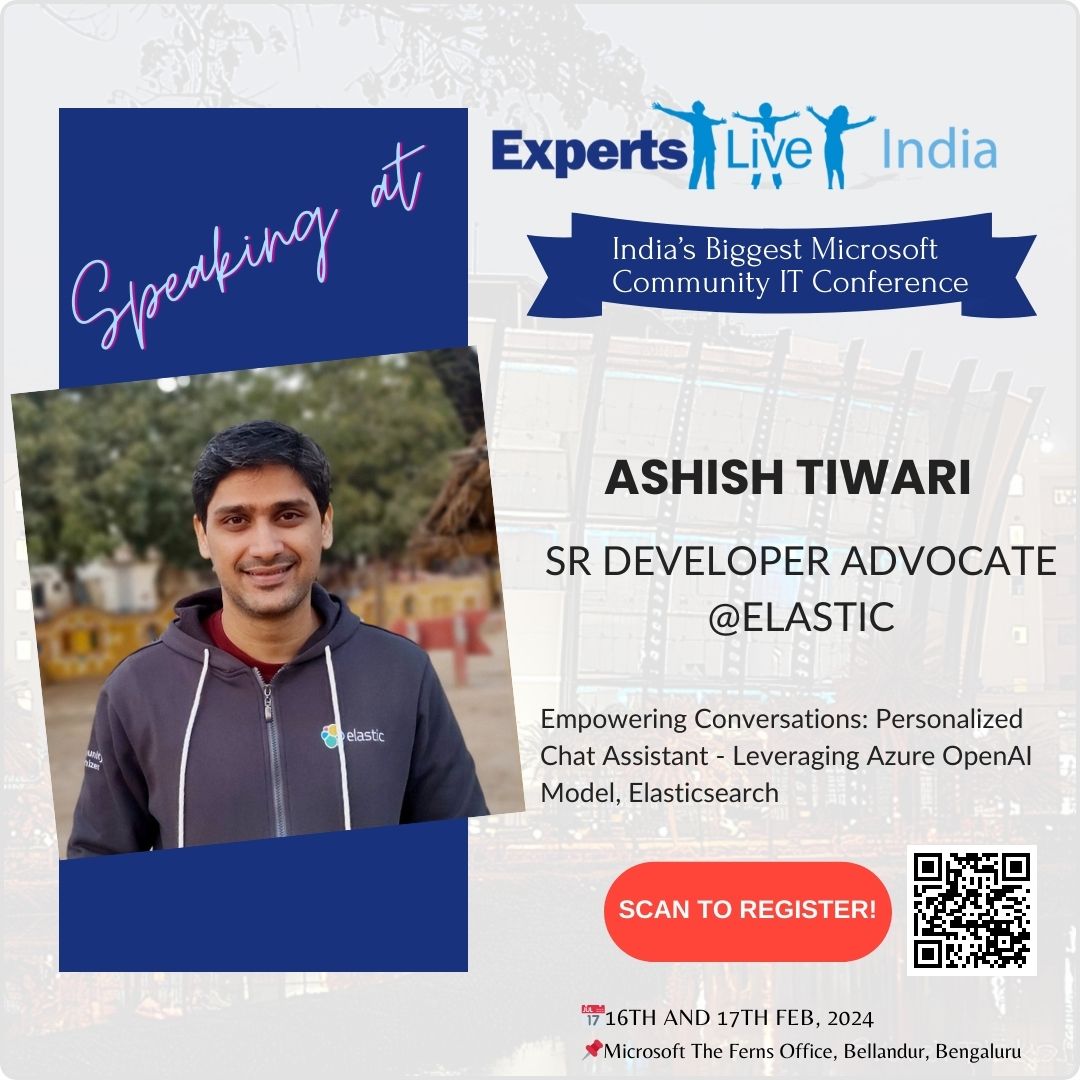 Speaking at
Experts Live India
India's Biggest Microsoft
Community IT Conference
ASHISH TIWARI
SR DEVELOPER ADVOCATE
@ELASTIC
elastic
Empowering Conversations: Personalized
Chat Assistant - Leveraging Azure OpenAI
Model, Elasticsearch
SCAN TO REGISTER!
16TH AND 17TH FEB, 2024
Microsoft The Ferns Office, Bellandur, Bengaluru